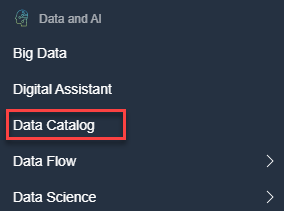 Data and AI
Big Data
Digital Assistant
Data Catalog
Data Flow
Data Science